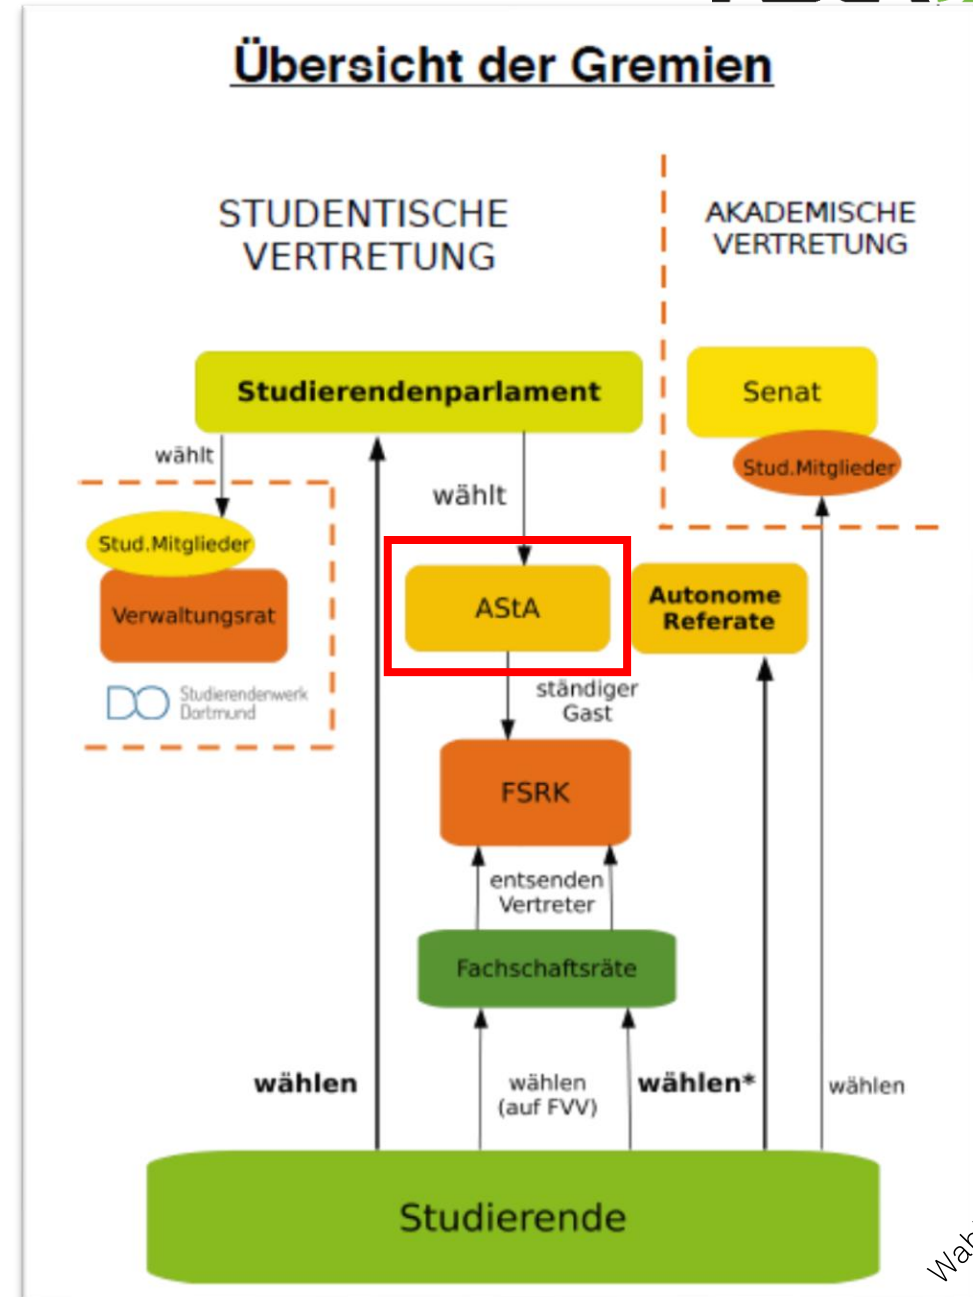 Übersicht der Gremien
STUDENTISCHE
VERTRETUNG
AKADEMISCHE
VERTRETUNG
Studierendenparlament
Senat
Stud.Mitglieder
wählt
wählt
Stud.Mitglieder
Verwaltungsrat
DO Studierendenwerk
Dortmund
AStA
Autonome
Referate
ständiger
Gast
FSRK
entsenden
Vertreter
Fachschaftsräte
wählen
wählen
(auf FVV)
wählen*
wählen
Studierende